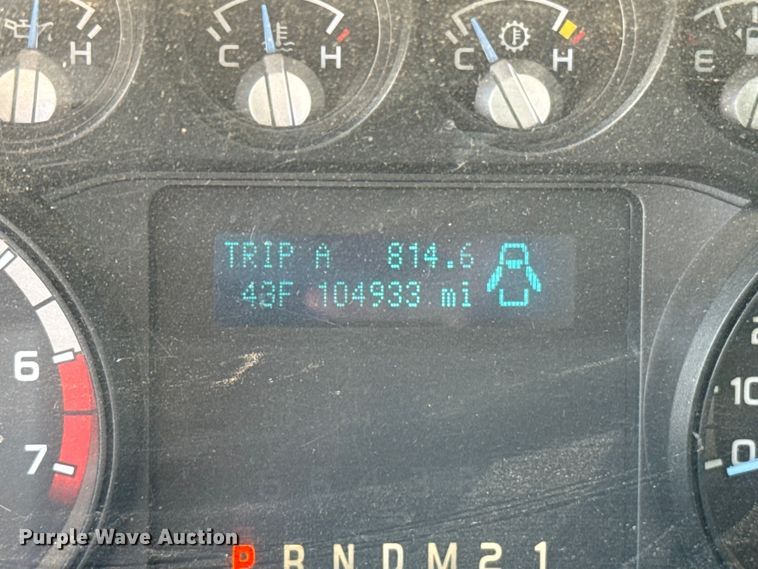 H
C H
C H
E
TRIP A 814.6
43F 104933 mi
6
7
2
10
0
P R N D M 2 1
Purple Wave Auction